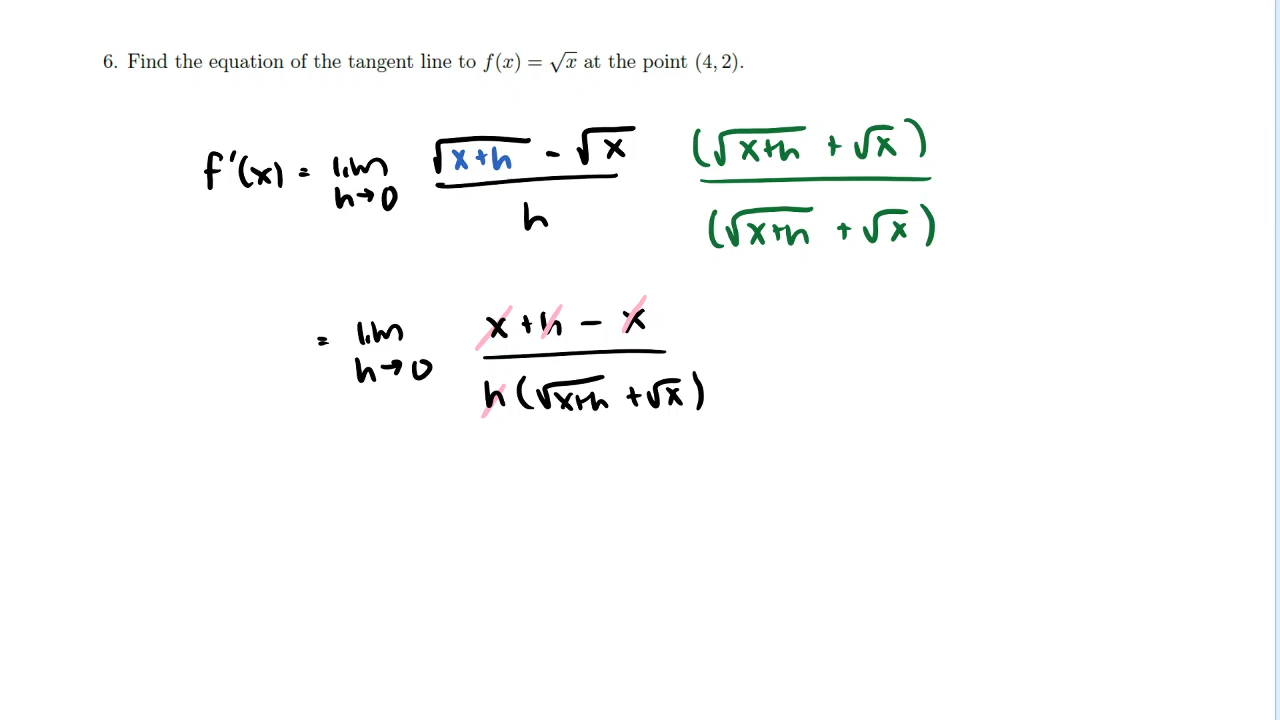 6. Find the equation of the tangent line to f(x) = √x at the point (4, 2).
f'(x) = lim h→0 (√(x+h) - √x)/h (√(x+h) + √x)/(√(x+h) + √x)
= lim h→0 (x + h - x)/(h(√(x+h) + √x))